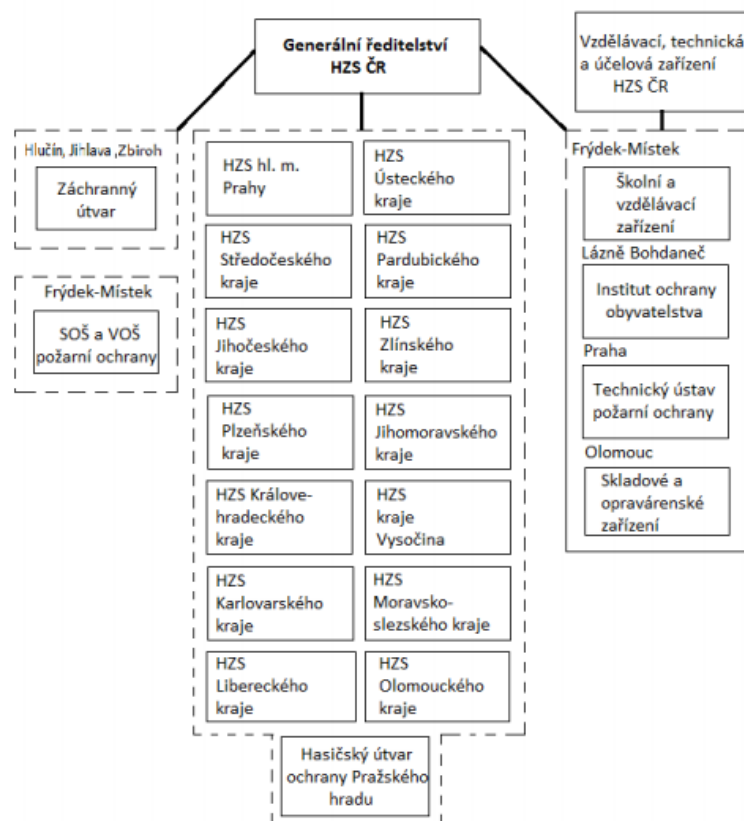 Generální ředitelství
HZS ČR
Vzdělávací, technická
a účelová zařízení
HZS ČR
Hlučín, Jihlava ,Zbiroh
Záchranný
útvar
Frýdek-Místek
SOŠ a VOŠ
požární ochrany
HZS hl. m.
Prahy
HZS
Ústeckého
kraje
HZS
Středočeského
kraje
HZS
Pardubického
kraje
HZS
Jihočeského
kraje
HZS
Zlínského
kraje
HZS
Plzeňského
kraje
HZS
Jihomoravského
kraje
HZS Králove-
hradeckého
kraje
HZS
kraje
Vysočina
HZS
Karlovarského
kraje
HZS
Moravsko-
slezského kraje
HZS
Libereckého
kraje
HZS
Olomouckého
kraje
Hasičský útvar
ochrany Pražského
hradu
Frýdek-Místek
Školní a
vzdělávací
zařízení
Lázně Bohdaneč
Institut ochrany
obyvatelstva
Praha
Technický ústav
požární ochrany
Olomouc
Skladové a
opravárenské
zařízení